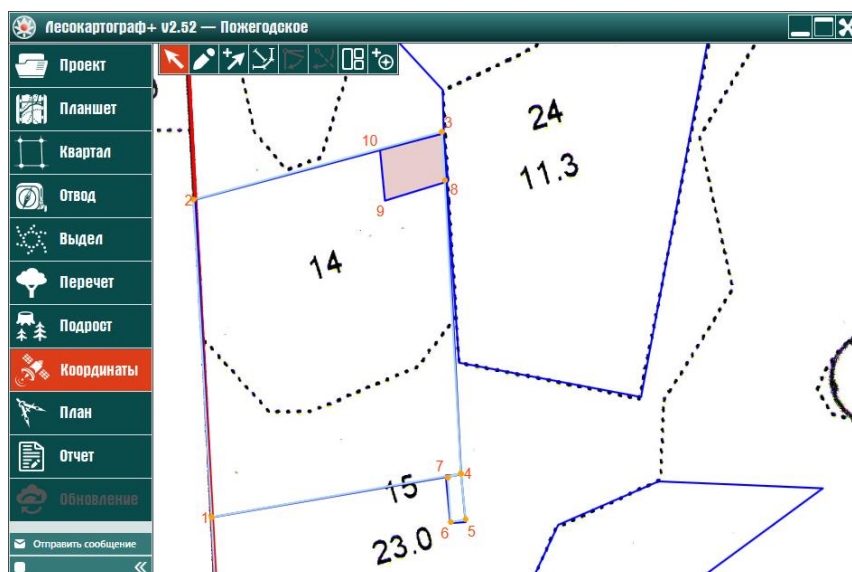 Лесокартограф+ v2.52 — Пожегодское
Проект
Планшет
Квартал
Отвод
Выдел
Перечет
Подрост
Координаты
План
Отчет
Обновление
Отправить сообщение
24
11.3
3
10
8
2
9
14
4
7
15
1
5
6
23.0